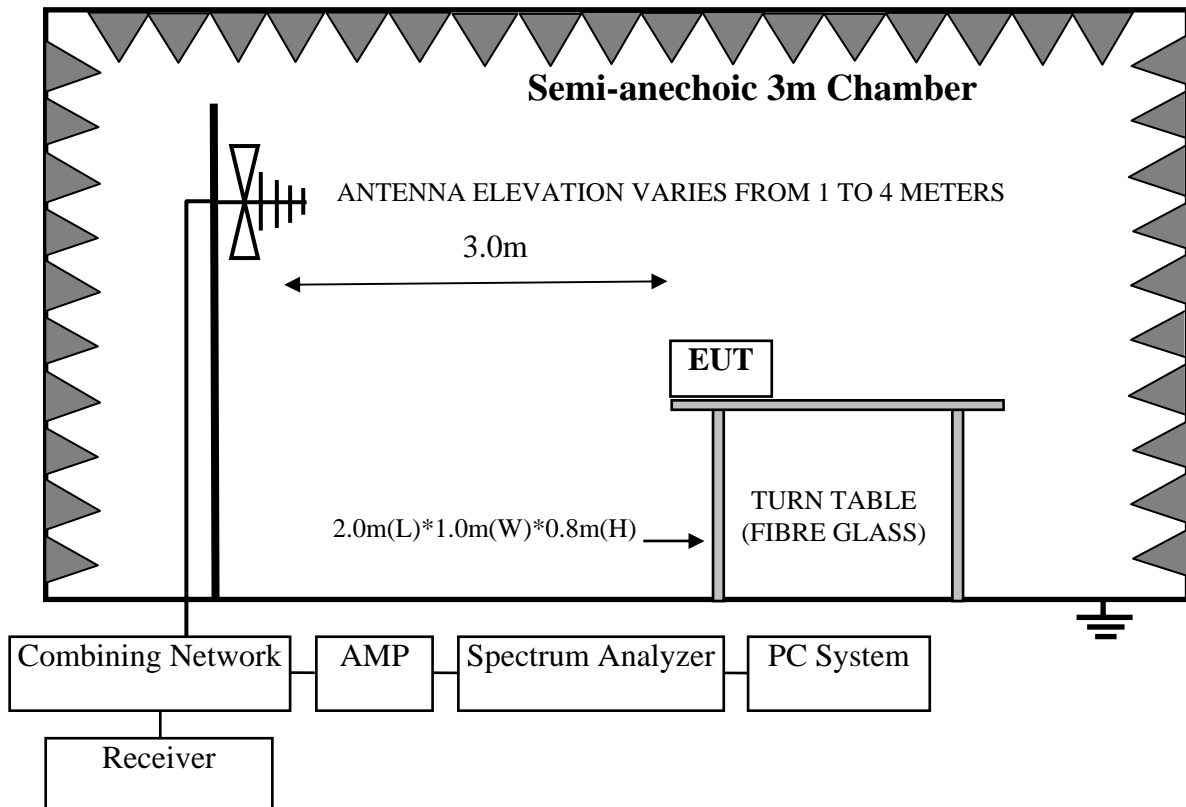 Semi-anechoic 3m Chamber
ANTENNA ELEVATION VARIES FROM 1 TO 4 METERS
3.0m
EUT
TURN TABLE
(FIBRE GLASS)
2.0m(L)*1.0m(W)*0.8m(H)
Combining Network
AMP
Spectrum Analyzer
PC System
Receiver